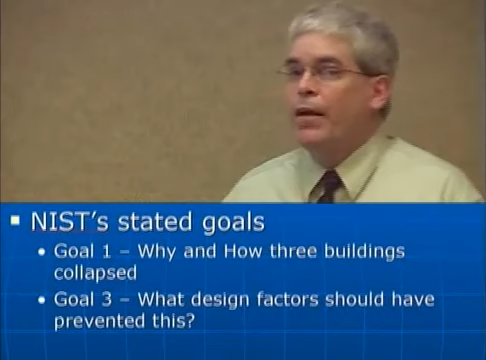 NIST's stated goals
Goal 1 – Why and How three buildings
collapsed
Goal 3 – What design factors should have
prevented this?